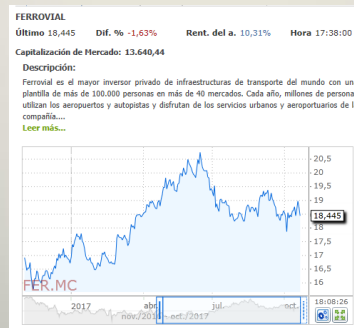 FERROVIAL
Último 18,445 Dif. % -1,63% Rent. del a. 10,31% Hora 17:38:00
Capitalización de Mercado: 13.640,44
Descripción:
Ferrovial es el mayor inversor privado de infraestructuras de transporte del mundo con un
plantilla de más de 100.000 personas en más de 40 mercados. Cada año, millones de persona
utilizan los aeropuertos y autopistas y disfrutan de los servicios urbanos y aeroportuarios de l
compañía....
Leer más...
20,5
19,5
19
18,445
17,5
17
16,5
16
FER.MC
2017 abr. jul. oct.
nov./2016 oct./2017
18:08:26